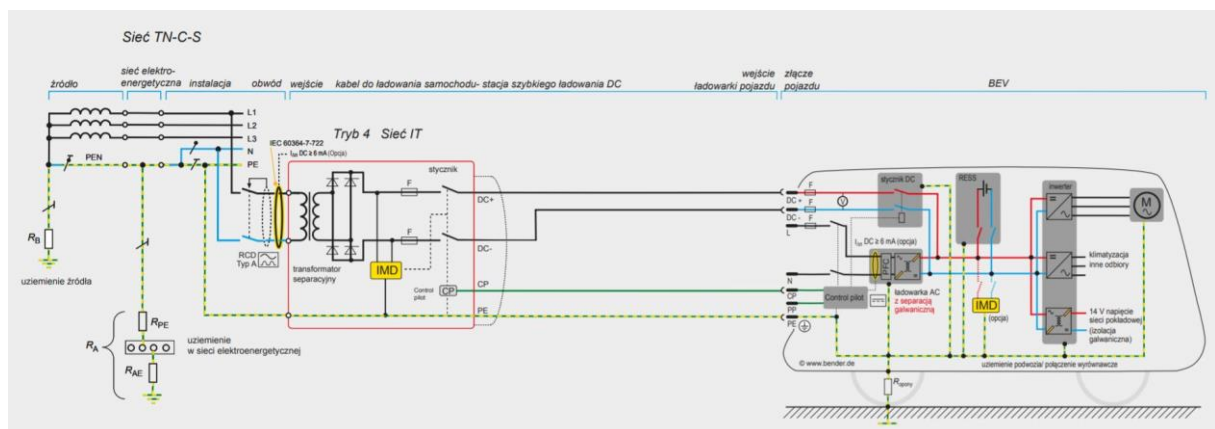 Sieć TN-C-S
źródło
sieć elektro-
energetyczna
instalacja
obwód
wejście
kabel do ładowania samochodu- stacja szybkiego ładowania DC
wejście
ładowarki pojazdu
złącze
pojazdu
BEV
L1
L2
L3
N
PE
PEN
IEC 60364-7-722
I∆n DC ≥ 6 mA (Opcja)
Tryb 4 Sieć IT
stycznik
F
F
DC+
DC-
IMD
RCD
Typ A
transformator
separacyjny
Control
pilot
CP
CP
PE
RB
uziemienie źródła
RPE
RA
uziemienie
w sieci elektroenergetycznej
RAE
F
DC +
F
DC -
F
L
N
CP
PP
PE
V
stycznik DC
RESS
inwerter
M
I∆n DC ≥ 6 mA (opcja)
PFC
Control pilot
ładowarka AC
z separacją
galwaniczną
IMD
(opcja)
klimatyzacja
inne odbiory
14 V napięcie
sieci pokładowej
(izolacja
galwaniczna)
© www.bender.de
uziemienie podwozia/ połączenie wyrównawcze
Ropony